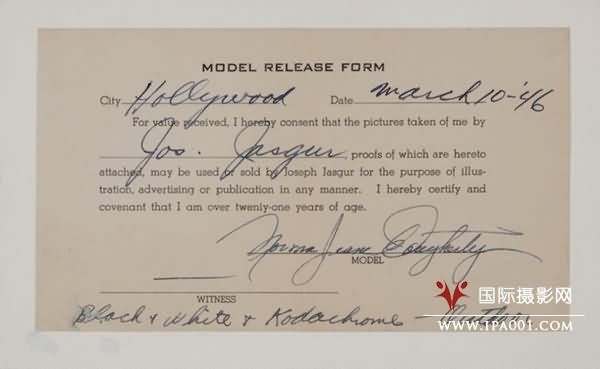 MODEL RELEASE FORM
City Hollywood Date March 10-'46
For value received, I hereby consent that the pictures taken of me by
Jos. Jasgur, proofs of which are hereto
attached, may be used or sold by Joseph Jasgur for the purpose of illus-
tration, advertising or publication in any manner. I hereby certify and
covenant that I am over twenty-one years of age.
Norma Jeane Dougherty
MODEL
WITNESS
Black & White & Kodachrome -
国际摄影网
www.IPA001.com